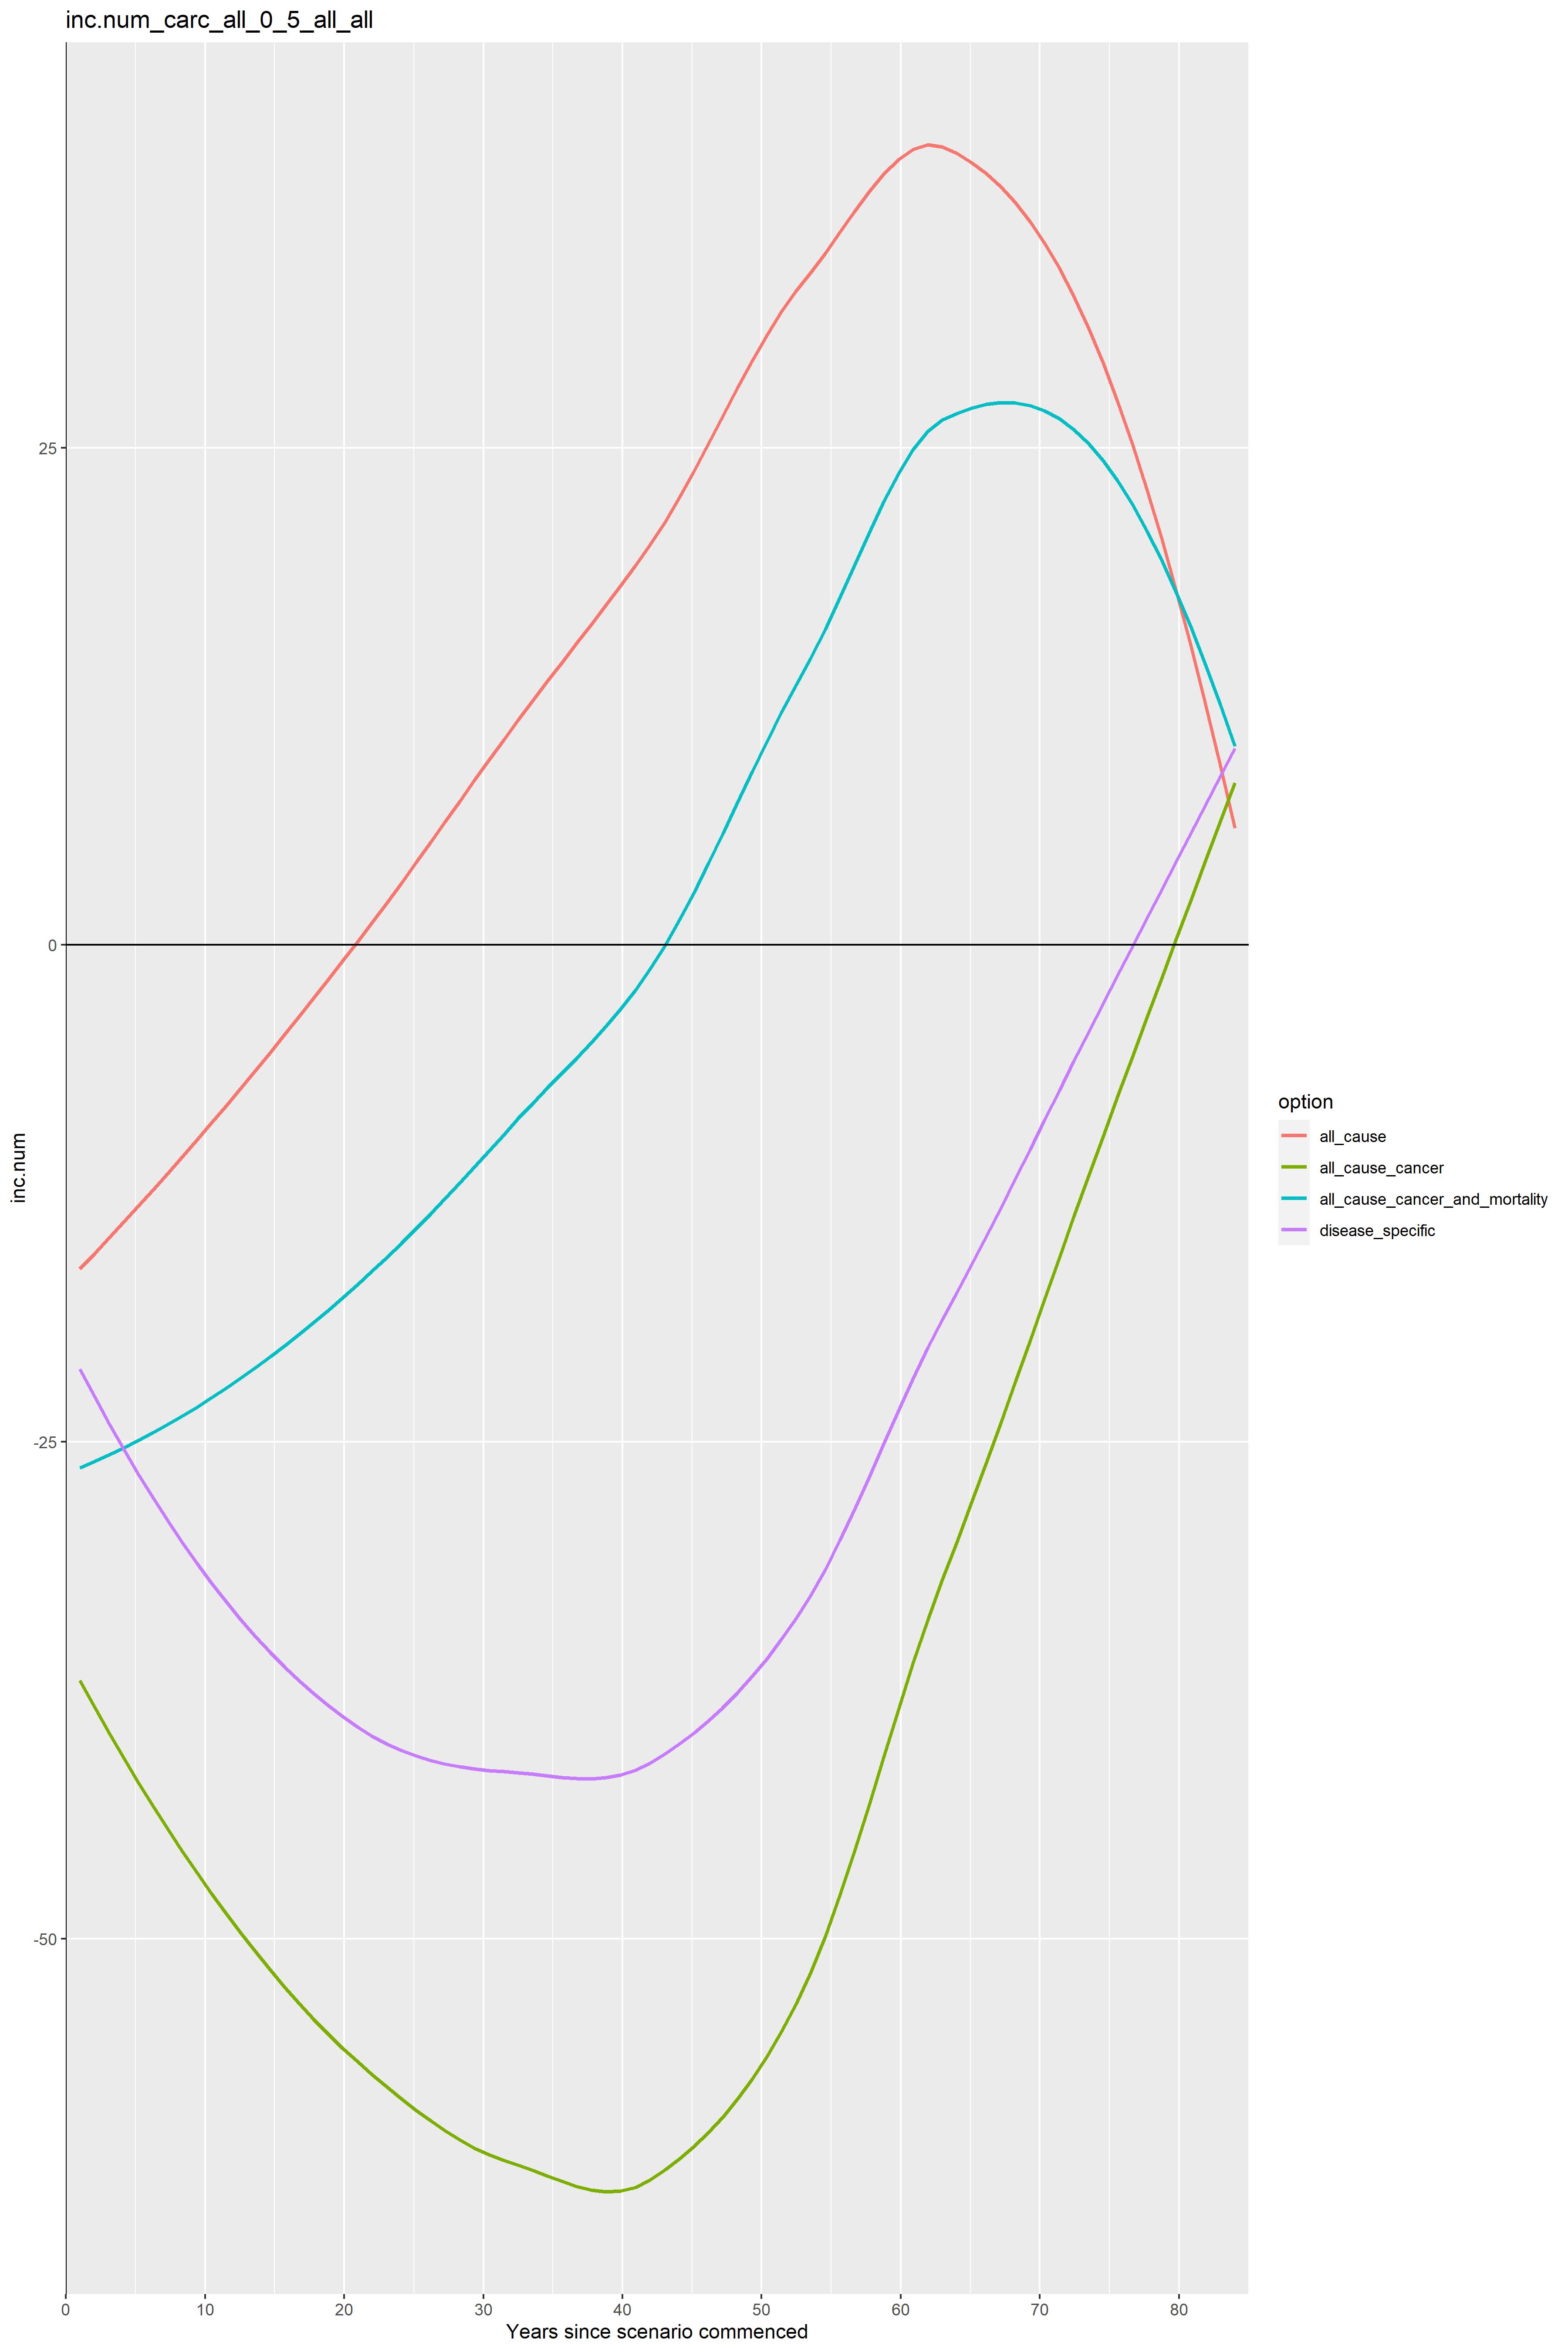 inc.num_carc_all_0_5_all_all
25
0
-25
-50
inc.num
0 10 20 30 40 50 60 70 80
Years since scenario commenced
option
all_cause
all_cause_cancer
all_cause_cancer_and_mortality
disease_specific